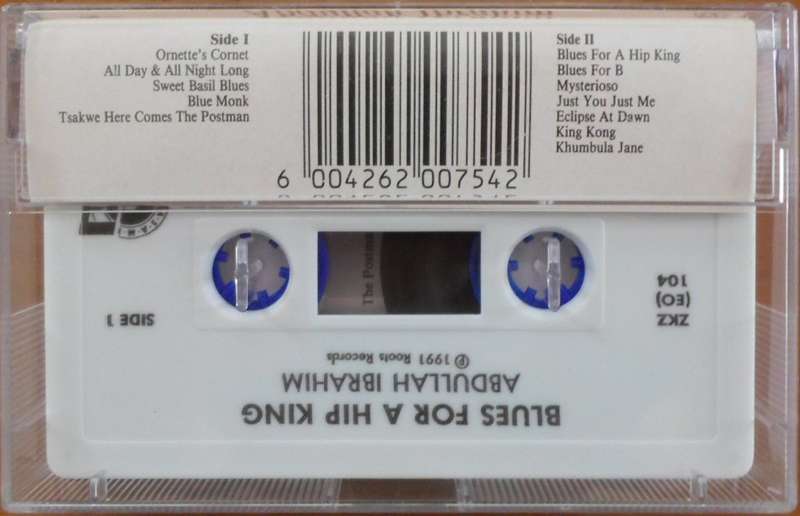 Side I
Ornette's Cornet
All Day & All Night Long
Sweet Basil Blues
Blue Monk
Tsakwe Here Comes The Postman
Side II
Blues For A Hip King
Blues For B
Mysterioso
Just You Just Me
Eclipse At Dawn
King Kong
Khumbula Jane
6 004262 007542
The Postman
SIDE 1
ZKZ
(EO)
104
BLUES FOR A HIP KING
ABDULLAH IBRAHIM
℗ 1991 Roots Records